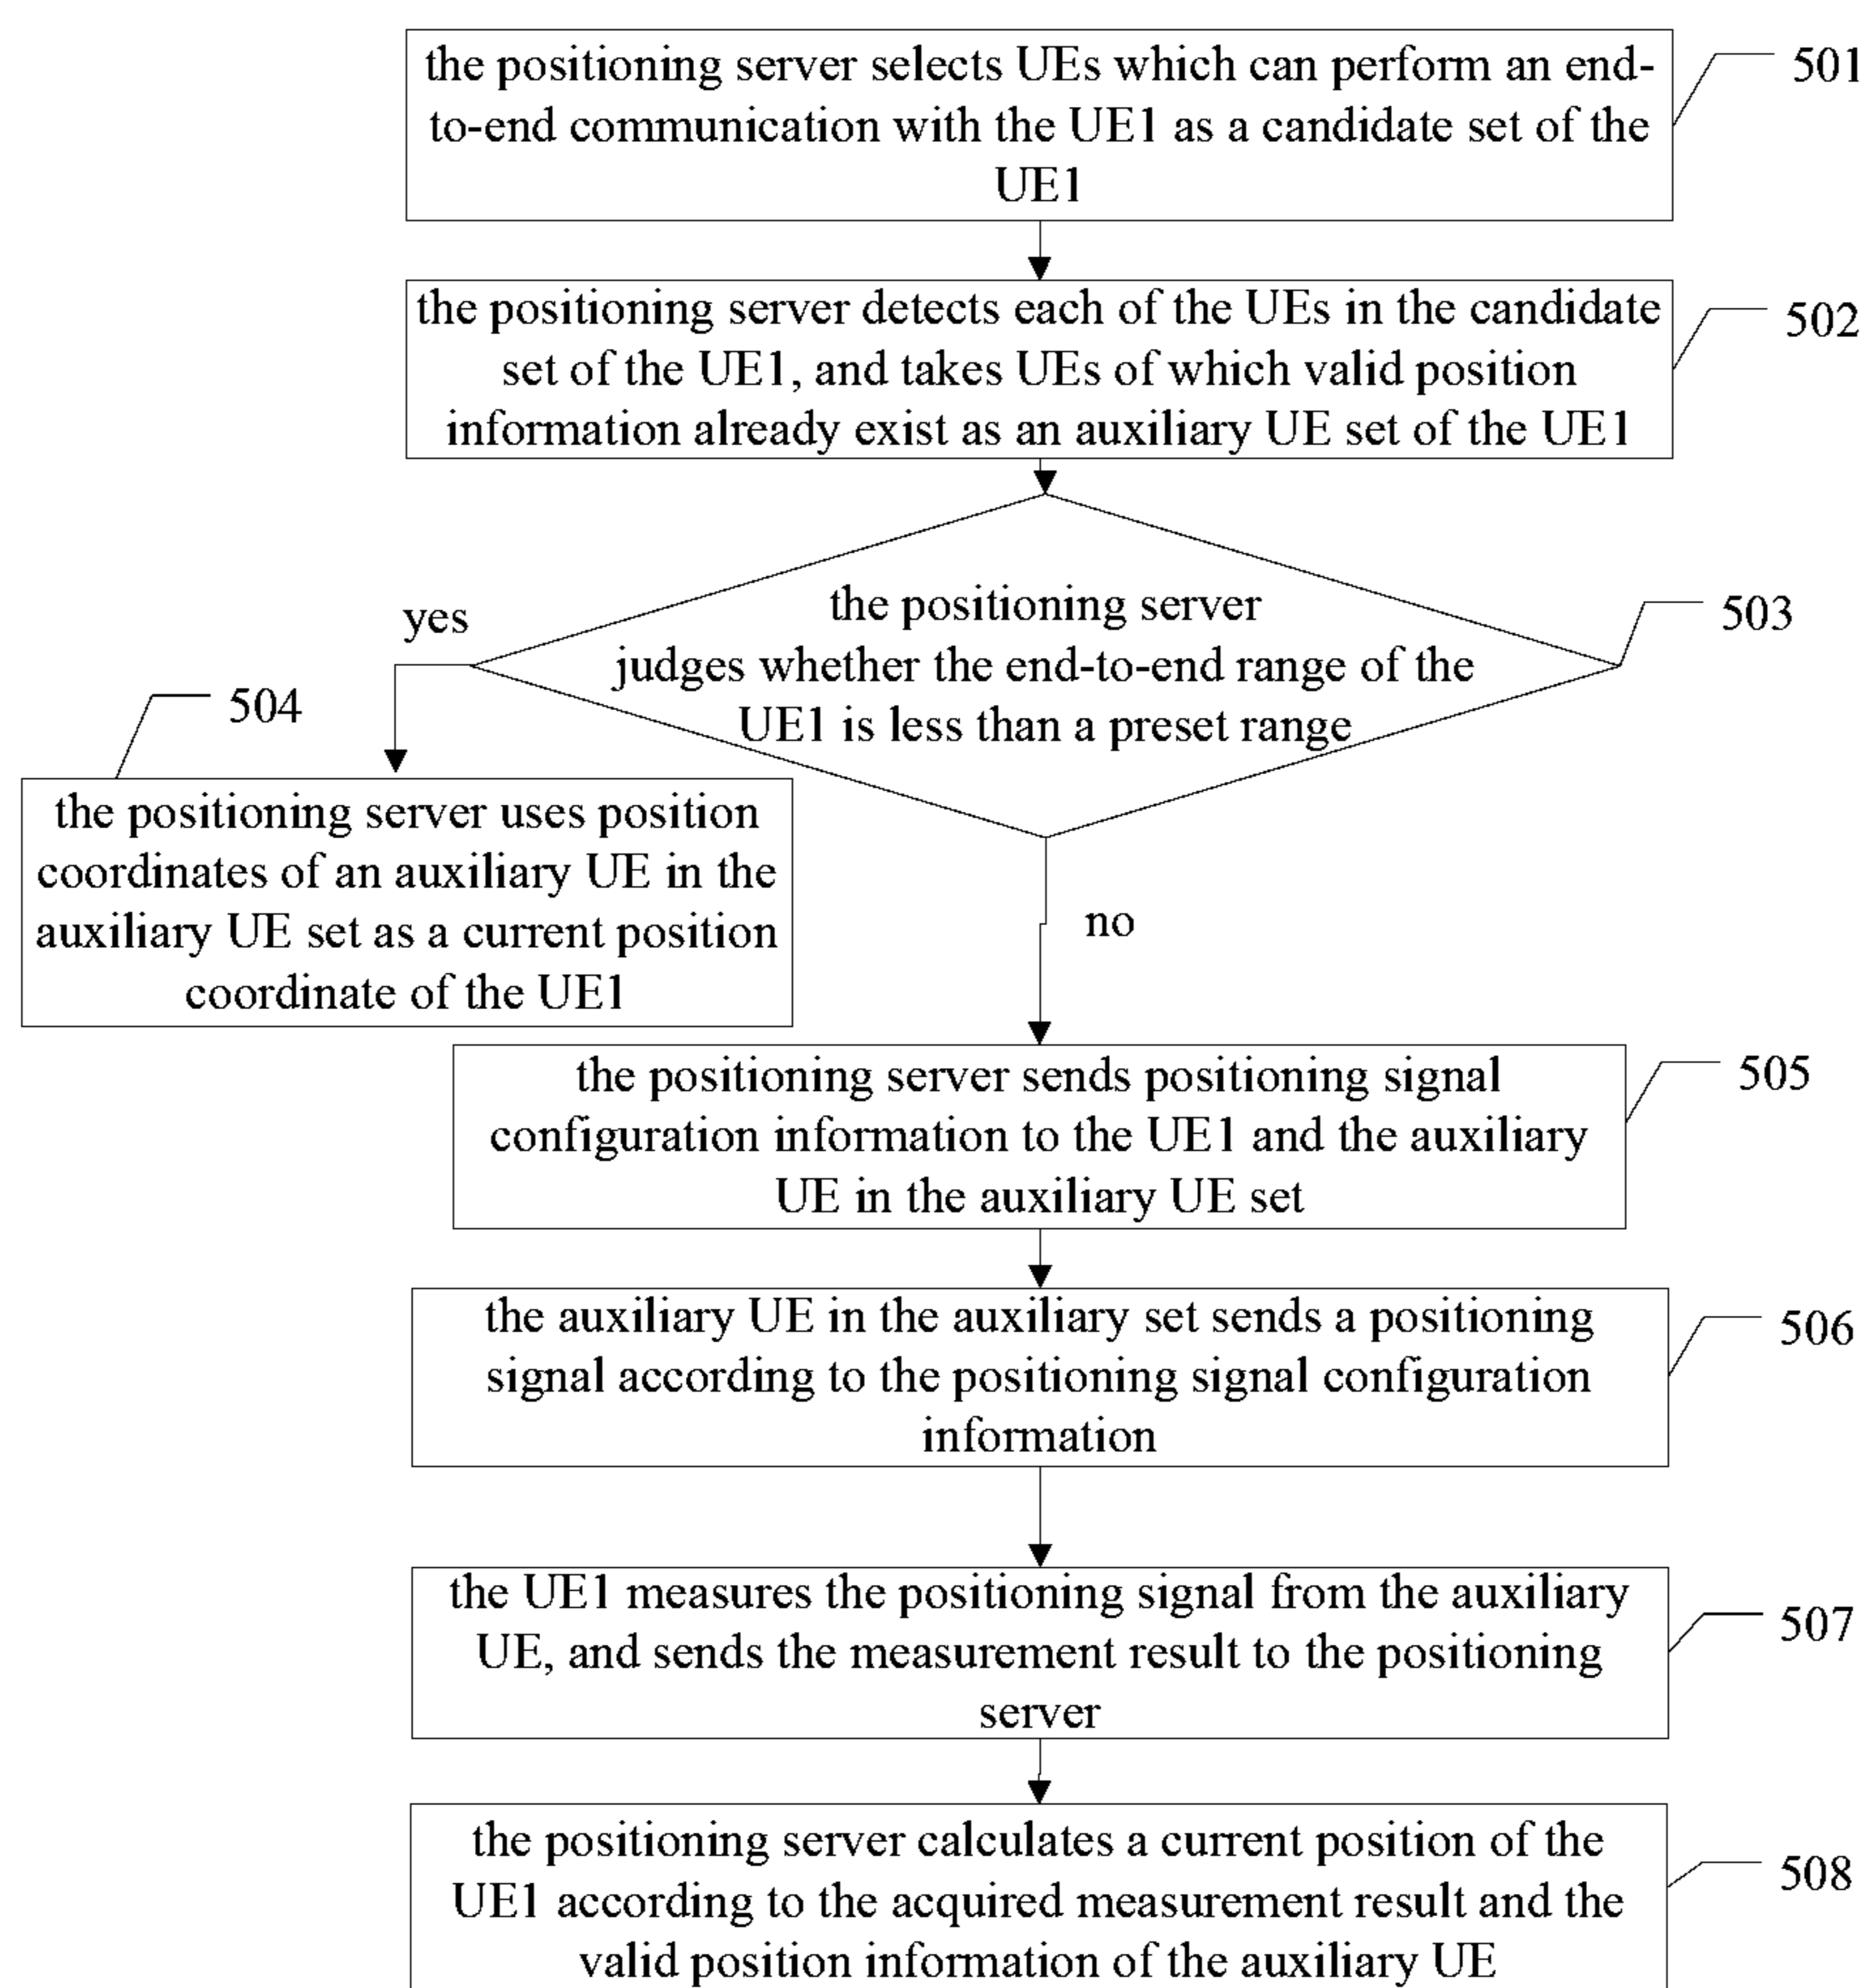 the positioning server selects UEs which can perform an end-
to-end communication with the UE1 as a candidate set of the
UE1
501
the positioning server detects each of the UEs in the candidate
set of the UE1, and takes UEs of which valid position
information already exist as an auxiliary UE set of the UE1
502
the positioning server
judges whether the end-to-end range of the
UE1 is less than a preset range
503
yes
504
the positioning server uses position
coordinates of an auxiliary UE in the
auxiliary UE set as a current position
coordinate of the UE1
no
the positioning server sends positioning signal
configuration information to the UE1 and the auxiliary
UE in the auxiliary UE set
505
the auxiliary UE in the auxiliary set sends a positioning
signal according to the positioning signal configuration
information
506
the UE1 measures the positioning signal from the auxiliary
UE, and sends the measurement result to the positioning
server
507
the positioning server calculates a current position of the
UE1 according to the acquired measurement result and the
valid position information of the auxiliary UE
508